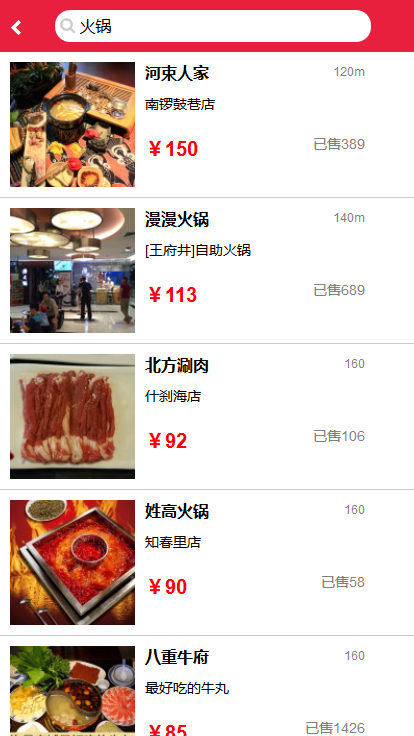 火锅
河束人家
120m
南锣鼓巷店
￥150
已售389
漫漫火锅
140m
[王府井]自助火锅
￥113
已售689
北方涮肉
160
什刹海店
￥92
已售106
姓高火锅
160
知春里店
￥90
已售58
八重牛府
160
最好吃的牛丸
￥85
已售1426